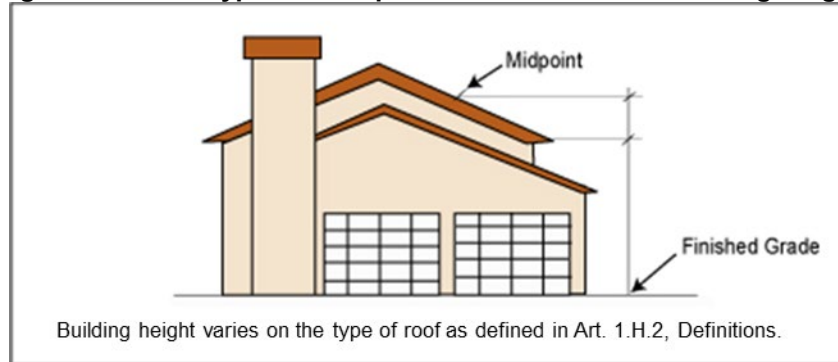 Midpoint
Finished Grade
Building height varies on the type of roof as defined in Art. 1.H.2, Definitions.